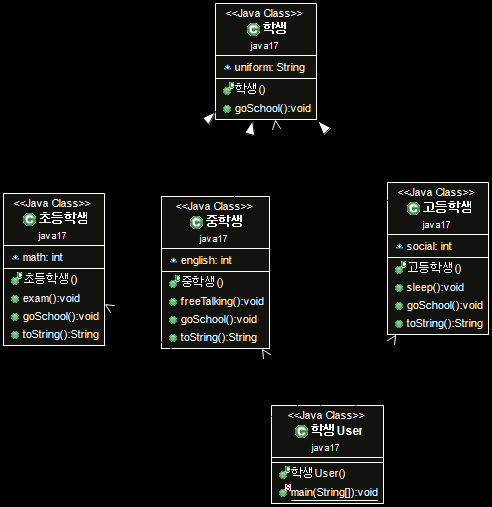 <<Java Class>>
학생
java17
uniform: String
학생()
goSchool():void
<<Java Class>>
초등학생
java17
math: int
초등학생()
exam():void
goSchool():void
toString():String
<<Java Class>>
중학생
java17
english: int
중학생()
freeTalking():void
goSchool():void
toString():String
<<Java Class>>
고등학생
java17
social: int
고등학생()
sleep():void
goSchool():void
toString():String
<<Java Class>>
학생User
java17
학생User()
main(String[]):void